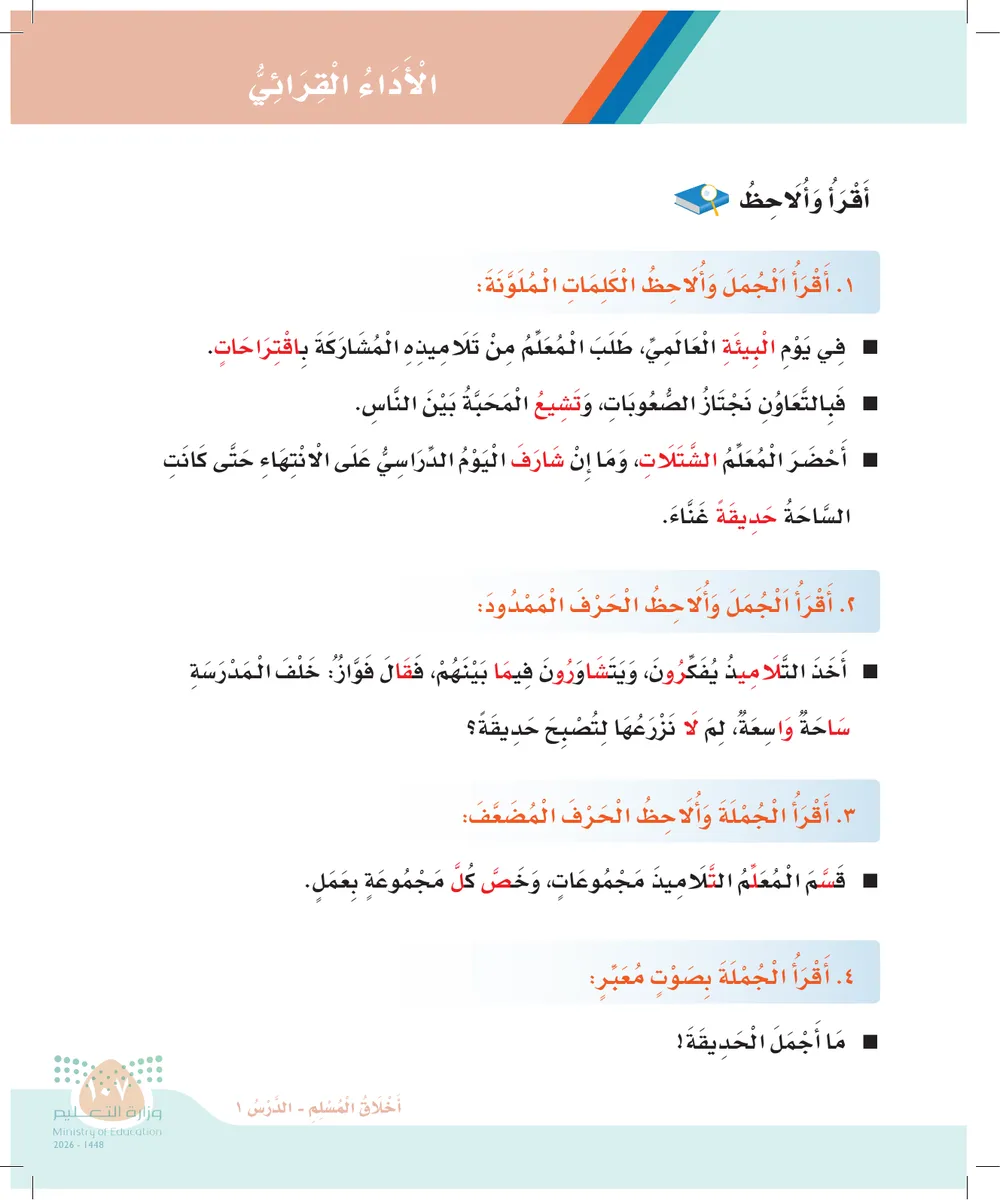 الْأَدَاءُ الْقِرَائِيُّ
أَقْرَأُ وَأُلَاحِظُ
١. أَقْرَأُ اَلْجُمَلَ وَأُلَاحِظُ الْكَلِمَاتِ الْمُلَوَّنَةَ:
■ فِي يَوْمِ الْبِيئَةِ الْعَالَمِيِّ، طَلَبَ الْمُعَلِّمُ مِنْ تَلَامِيذِهِ الْمُشَارَكَةَ بِاقْتِرَاحَاتٍ.
■ فَبِالتَّعَاوُنِ نَجْتَازُ الصُّعُوبَاتِ، وَتَشِيعُ الْمَحَبَّةُ بَيْنَ النَّاسِ.
■ أَحْضَرَ الْمُعَلِّمُ الشَّتَلَاتِ، وَمَا إِنْ شَارَفَ الْيَوْمُ الدِّرَاسِيُّ عَلَى الْانْتِهَاءِ حَتَّى كَانَتِ
السَّاحَةُ حَدِيقَةً غَنَّاءَ.
٢. أَقْرَأُ اَلْجُمَلَ وَأُلَاحِظُ الْحَرْفَ الْمَمْدُودَ:
■ أَخَذَ التَّلَامِيذُ يُفَكِّرُونَ، وَيَتَشَاوَرُونَ فِيمَا بَيْنَهُمْ، فَقَالَ فَوَّازٌ: خَلْفَ الْمَدْرَسَةِ
سَاحَةٌ وَاسِعَةٌ، لِمَ لَا نَزْرَعُهَا لِتُصْبِحَ حَدِيقَةً؟
٣. أَقْرَأُ الْجُمْلَةَ وَأُلَاحِظُ الْحَرْفَ الْمُضَعَّفَ:
■ قَسَّمَ الْمُعَلِّمُ التَّلَامِيذَ مَجْمُوعَاتٍ، وَخَصَّ كُلَّ مَجْمُوعَةٍ بِعَمَلٍ.
٤. أَقْرَأُ الْجُمْلَةَ بِصَوْتٍ مُعَبِّرٍ:
■ مَا أَجْمَلَ الْحَدِيقَةَ!
أَخْلَاقُ الْمُسْلِمِ - الدَّرْسُ ١
١٠٧
وزارة التعليم
Ministry of Education
2026 - 1448